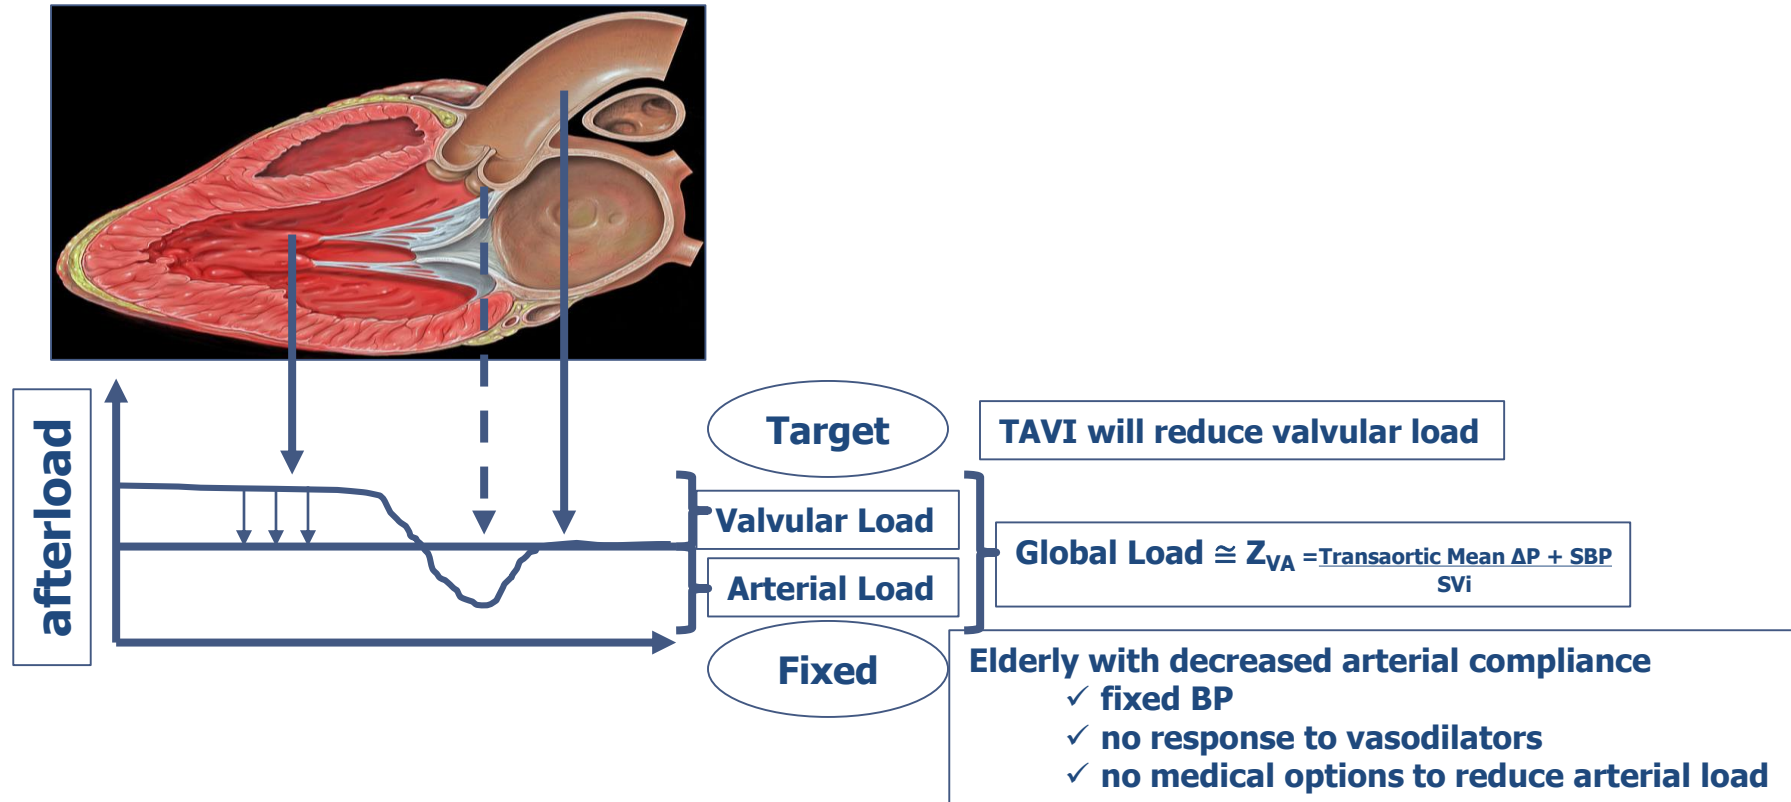 afterload
Target
TAVI will reduce valvular load
Valvular Load
Arterial Load
Global Load ≅ Z_VA = Transaortic Mean ΔP + SBP
SVi
Fixed
Elderly with decreased arterial compliance
✓ fixed BP
✓ no response to vasodilators
✓ no medical options to reduce arterial load